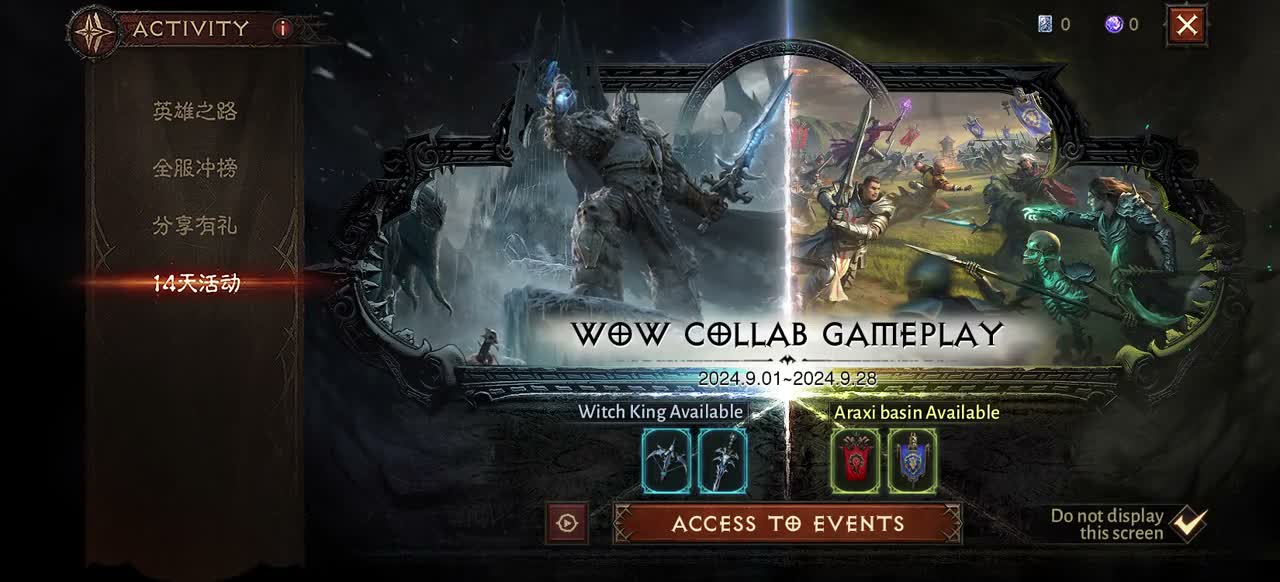 ACTIVITY
i
0
0
英雄之路
全服冲榜
分享有礼
14天活动
WOW COLLAB GAMEPLAY
2024.9.01~2024.9.28
Witch King Available
Araxi basin Available
ACCESS TO EVENTS
Do not display
this screen